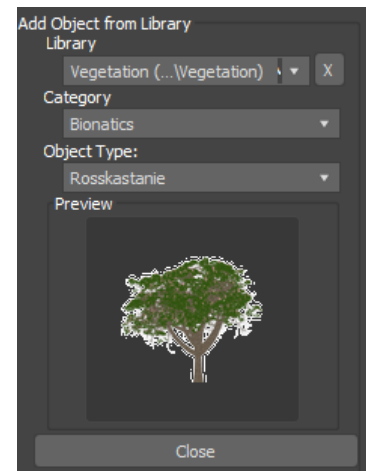 Add Object from Library
Library
Vegetation (...\Vegetation)
X
Category
Bionatics
Object Type:
Rosskastanie
Preview
Close